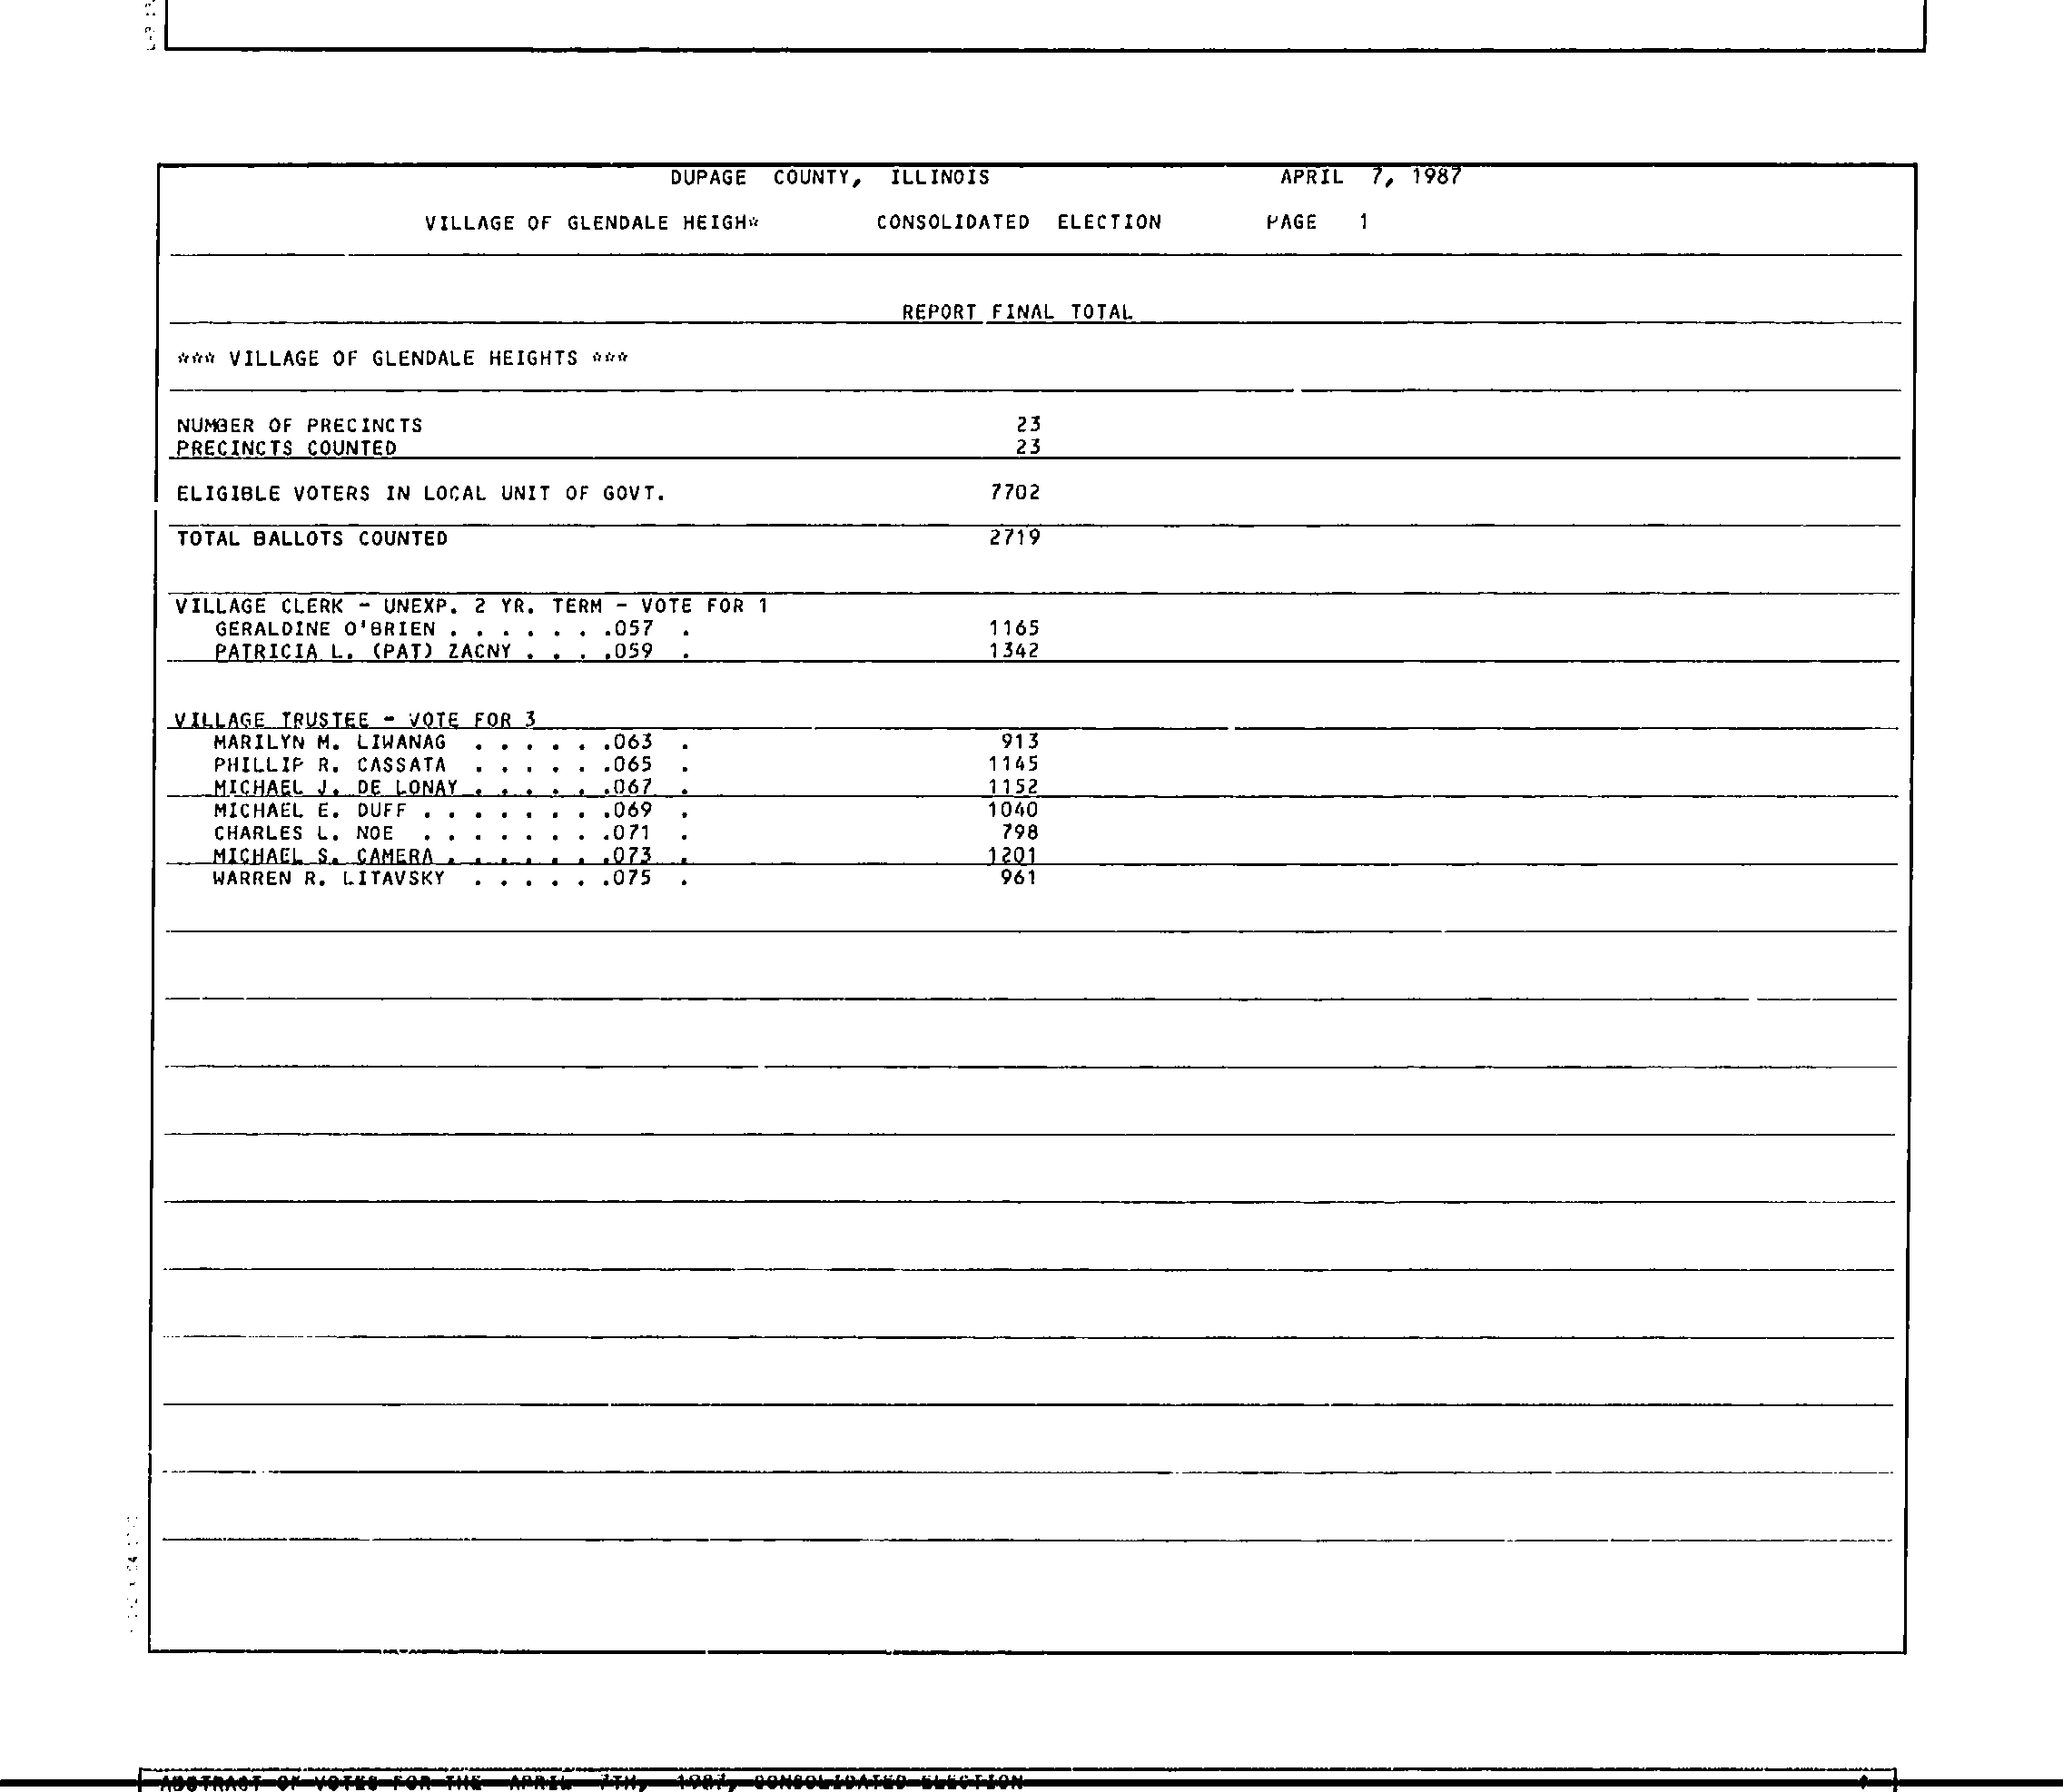 DUPAGE COUNTY, ILLINOIS APRIL 7, 1987
VILLAGE OF GLENDALE HEIGH* CONSOLIDATED ELECTION PAGE 1
REPORT FINAL TOTAL
*** VILLAGE OF GLENDALE HEIGHTS ***
NUMBER OF PRECINCTS 23
PRECINCTS COUNTED 23
ELIGIBLE VOTERS IN LOCAL UNIT OF GOVT. 7702
TOTAL BALLOTS COUNTED 2719
VILLAGE CLERK - UNEXP. 2 YR. TERM - VOTE FOR 1
GERALDINE O'BRIEN . . . . . . .057 . 1165
PATRICIA L. (PAT) ZACNY . . . .059 . 1342
VILLAGE TRUSTEE - VOTE FOR 3
MARILYN M. LIWANAG . . . . . .063 . 913
PHILLIP R. CASSATA . . . . . .065 . 1145
MICHAEL J. DE LONAY . . . . . .067 . 1152
MICHAEL E. DUFF . . . . . . . .069 . 1040
CHARLES L. NOE . . . . . . . .071 . 798
MICHAEL S. CAMERA . . . . . . .073 . 1201
WARREN R. LITAVSKY . . . . . .075 . 961
ABSTRACT OF VOTES FOR THE APRIL 7TH, 1987, CONSOLIDATED ELECTION